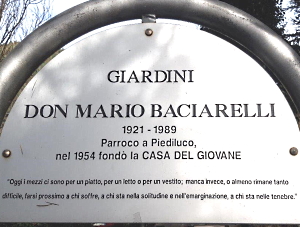 GIARDINI
DON MARIO BACIARELLI
1921 - 1989
Parroco a Piediluco,
nel 1954 fondò la CASA DEL GIOVANE
"Oggi i mezzi ci sono per un piatto, per un letto o per un vestito; manca invece, o almeno rimane tanto
difficile, farsi prossimo a chi soffre, a chi sta nella solitudine e nell'emarginazione, a chi sta nelle tenebre."